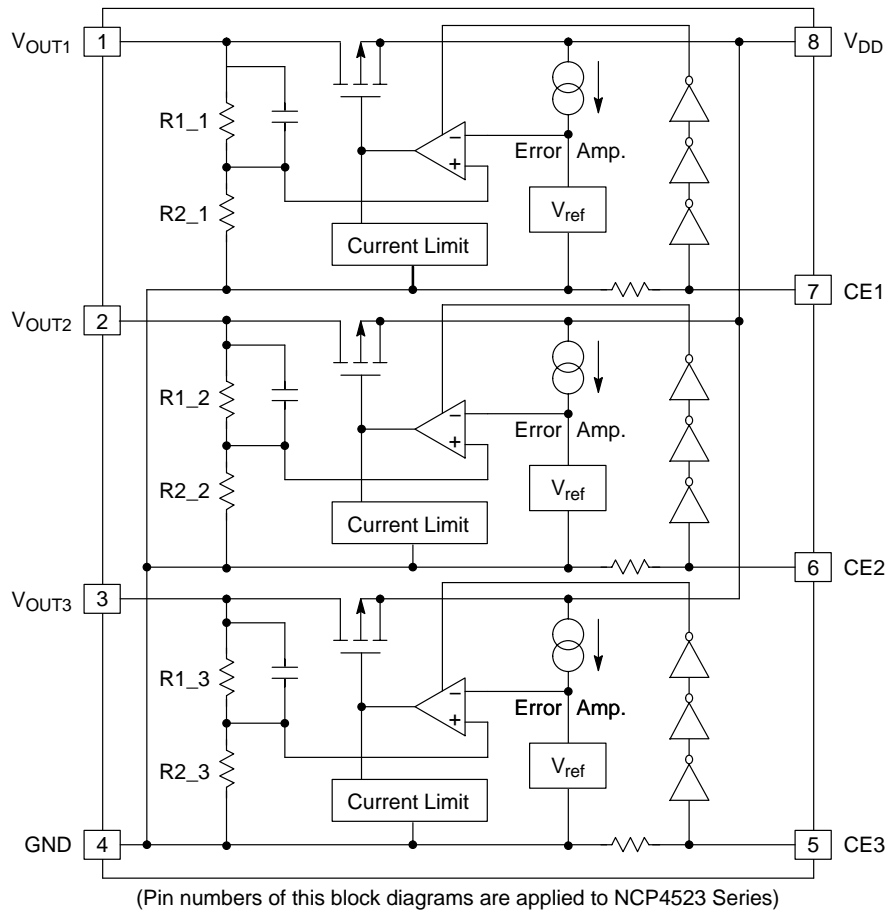 VOUT1 1 8 VDD
R1_1
− +
Error Amp.
R2_1
Vref
Current Limit
7 CE1
VOUT2 2
R1_2
− +
Error Amp.
R2_2
Vref
Current Limit
6 CE2
VOUT3 3
R1_3
− +
Error Amp.
R2_3
Vref
Current Limit
GND 4 5 CE3
(Pin numbers of this block diagrams are applied to NCP4523 Series)